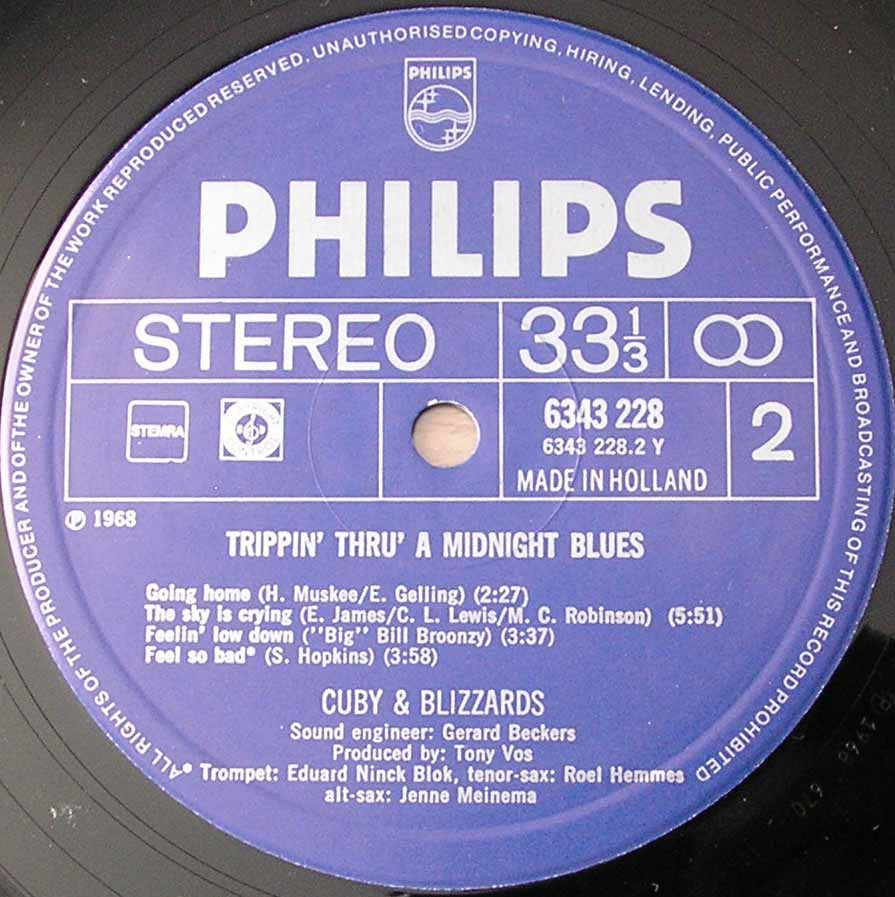 ALL RIGHTS OF THE PRODUCER AND OF THE OWNER OF THE WORK REPRODUCED RESERVED. UNAUTHORISED COPYING, HIRING, LENDING, PUBLIC PERFORMANCE AND BROADCASTING OF THIS RECORD PROHIBITED
PHILIPS
PHILIPS
STEREO 33 1/3
STEMRA
6343 228
6343 228.2 Y
MADE IN HOLLAND
2
℗ 1968
TRIPPIN' THRU' A MIDNIGHT BLUES
Going home (H. Muskee/E. Gelling) (2:27)
The sky is crying (E. James/C. L. Lewis/M. C. Robinson) (5:51)
Feelin' low down (''Big'' Bill Broonzy) (3:37)
Feel so bad* (S. Hopkins) (3:58)
CUBY & BLIZZARDS
Sound engineer: Gerard Beckers
Produced by: Tony Vos
* Trompet: Eduard Ninck Blok, tenor-sax: Roel Hemmes
alt-sax: Jenne Meinema